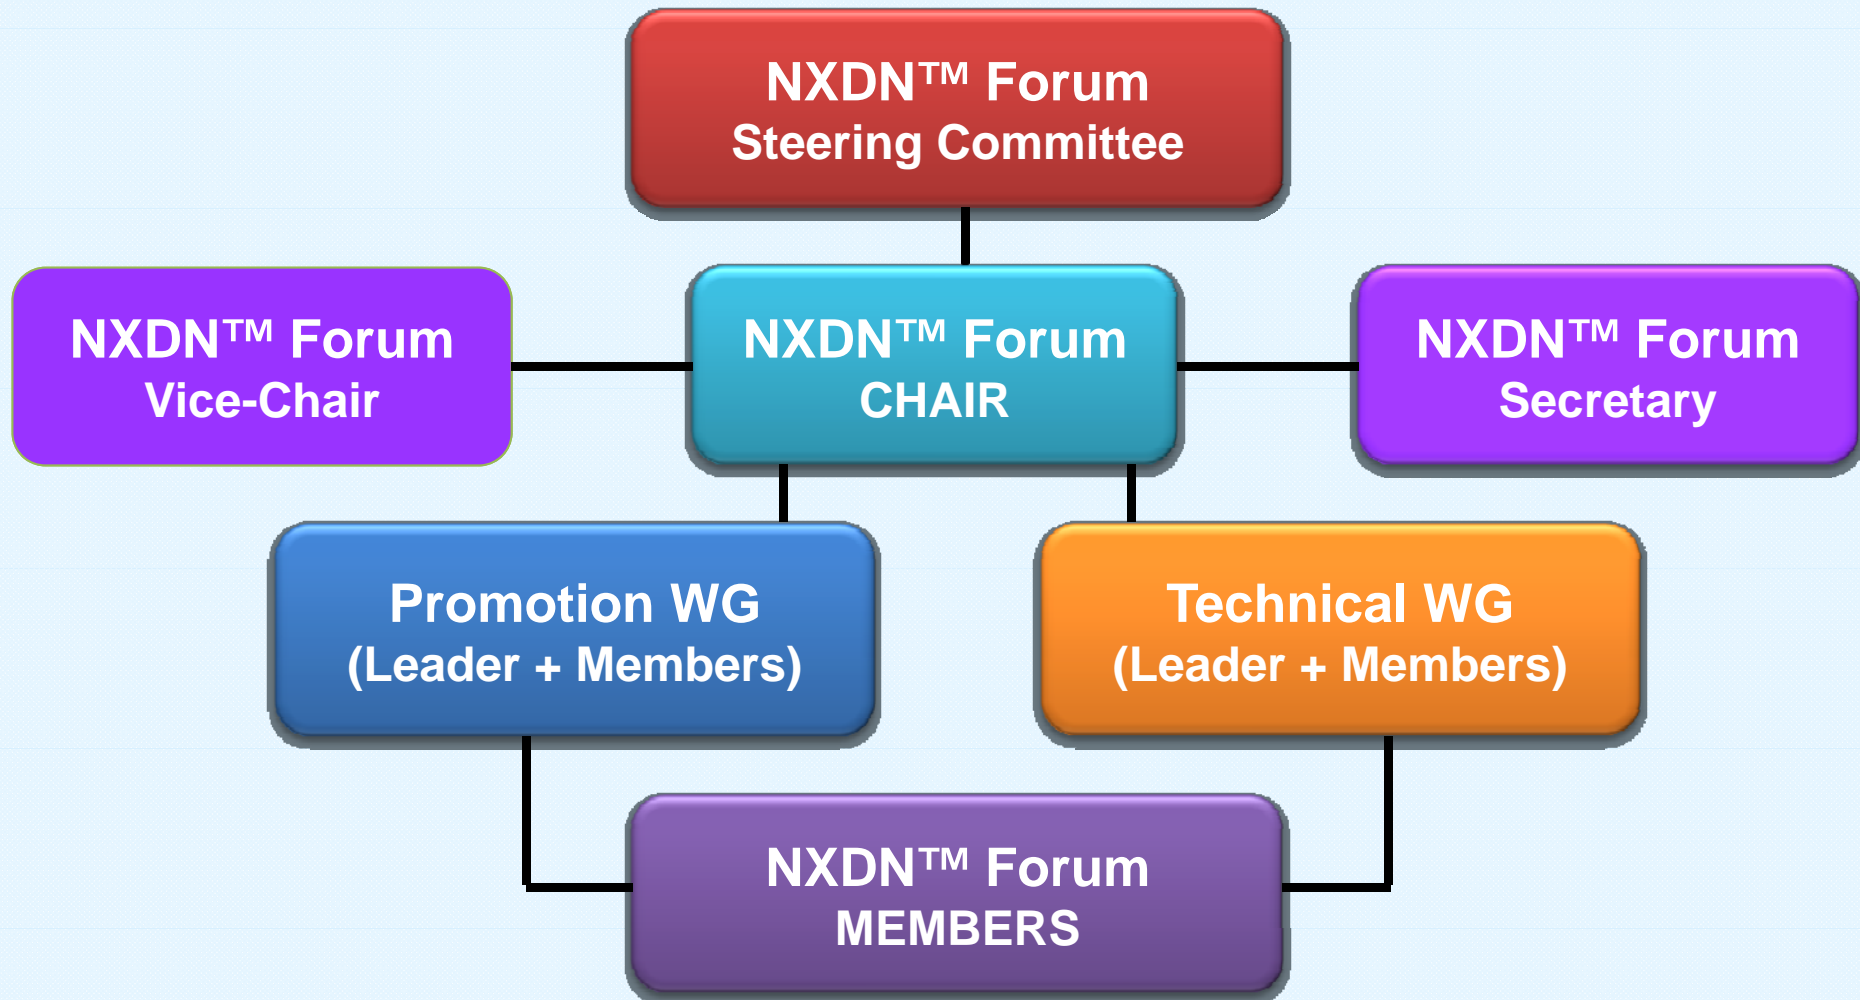 NXDN™ Forum
Steering Committee
NXDN™ Forum
Vice-Chair
NXDN™ Forum
CHAIR
NXDN™ Forum
Secretary
Promotion WG
(Leader + Members)
Technical WG
(Leader + Members)
NXDN™ Forum
MEMBERS